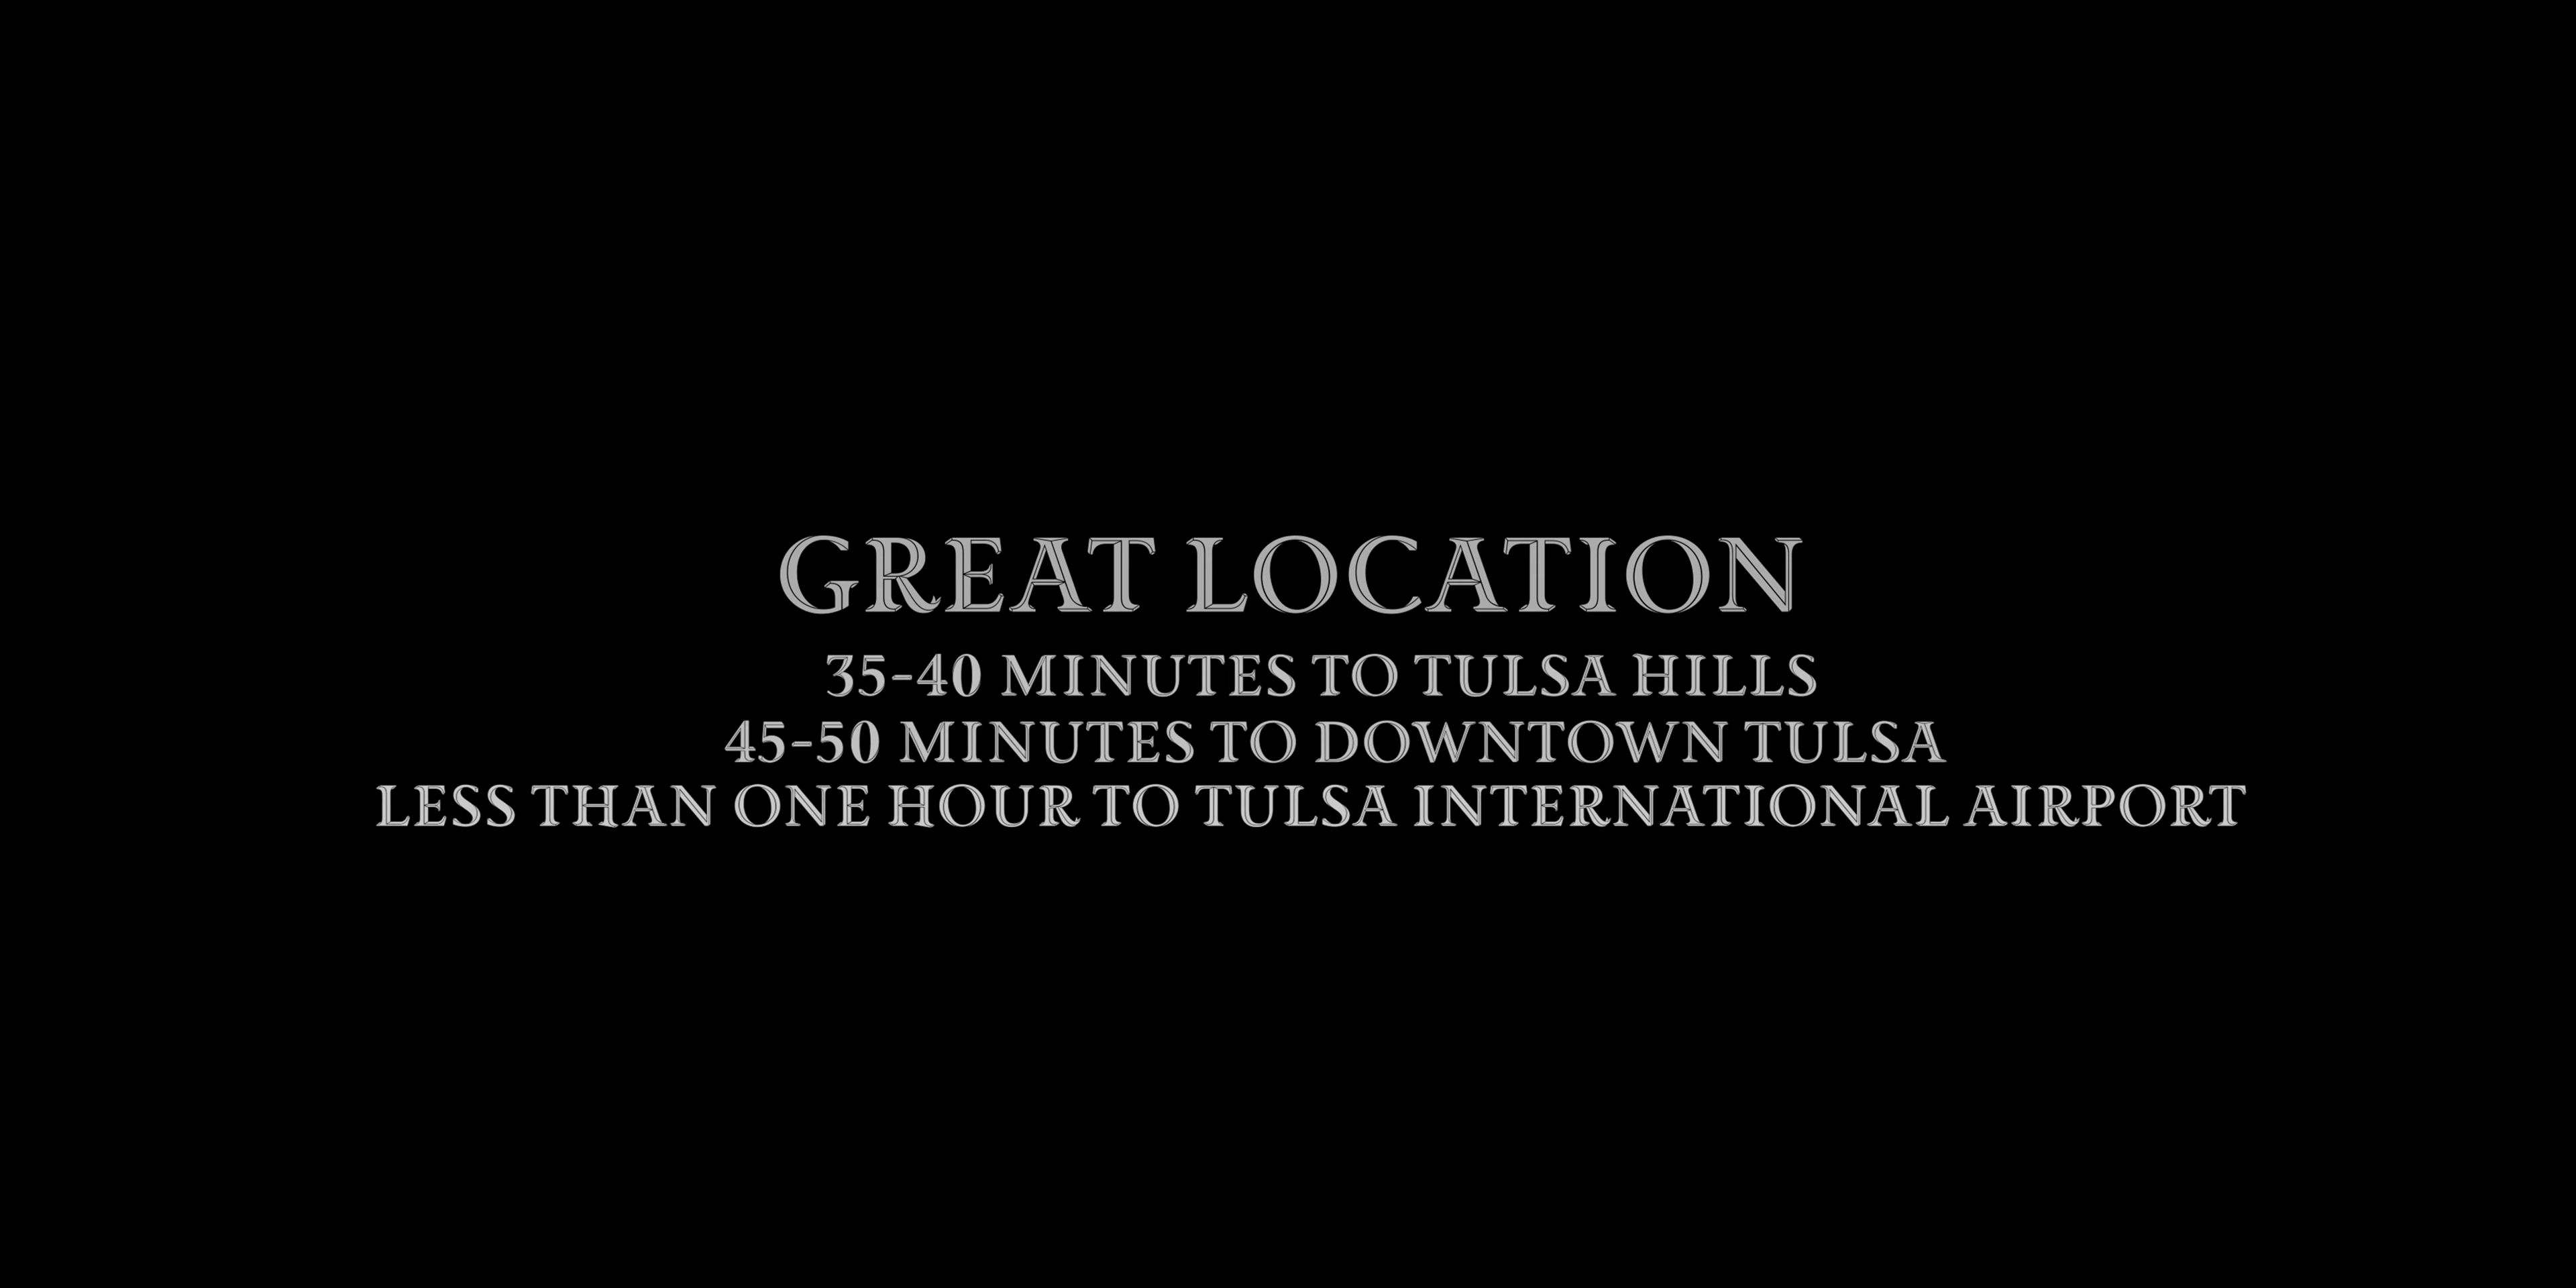 GREAT LOCATION
35-40 MINUTES TO TULSA HILLS
45-50 MINUTES TO DOWNTOWN TULSA
LESS THAN ONE HOUR TO TULSA INTERNATIONAL AIRPORT